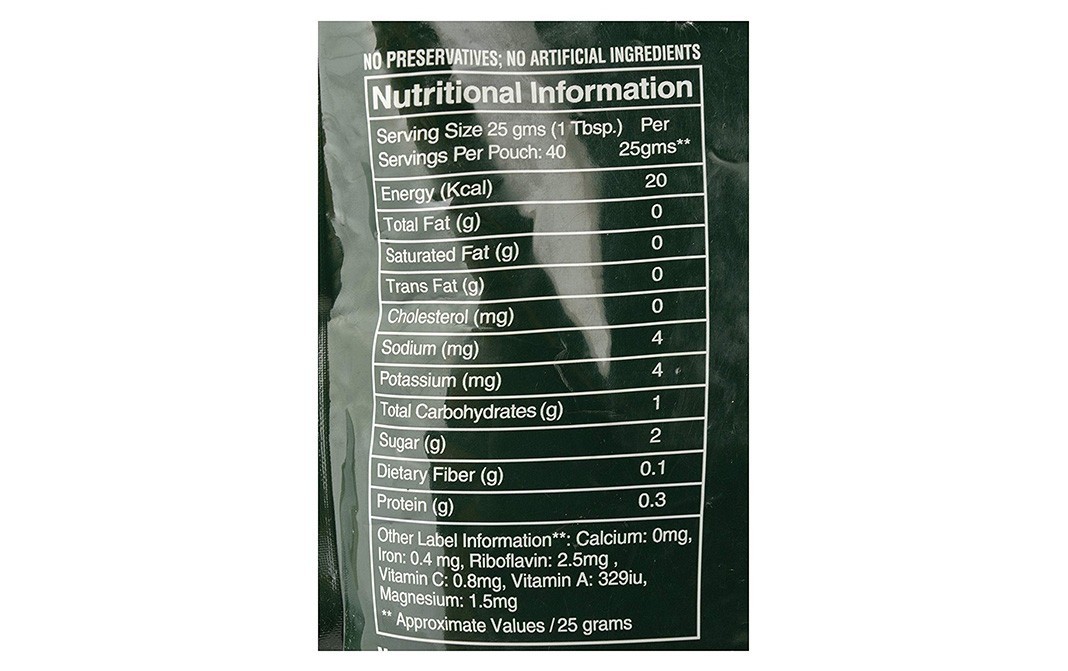 NO PRESERVATIVES; NO ARTIFICIAL INGREDIENTS
Nutritional Information
Serving Size 25 gms (1 Tbsp.) Per
Servings Per Pouch: 40 25gms**
Energy (Kcal) 20
Total Fat (g) 0
Saturated Fat (g) 0
Trans Fat (g) 0
Cholesterol (mg) 0
Sodium (mg) 4
Potassium (mg) 4
Total Carbohydrates (g) 1
Sugar (g) 2
Dietary Fiber (g) 0.1
Protein (g) 0.3
Other Label Information**: Calcium: 0mg,
Iron: 0.4 mg, Riboflavin: 2.5mg ,
Vitamin C: 0.8mg, Vitamin A: 329iu,
Magnesium: 1.5mg
** Approximate Values / 25 grams